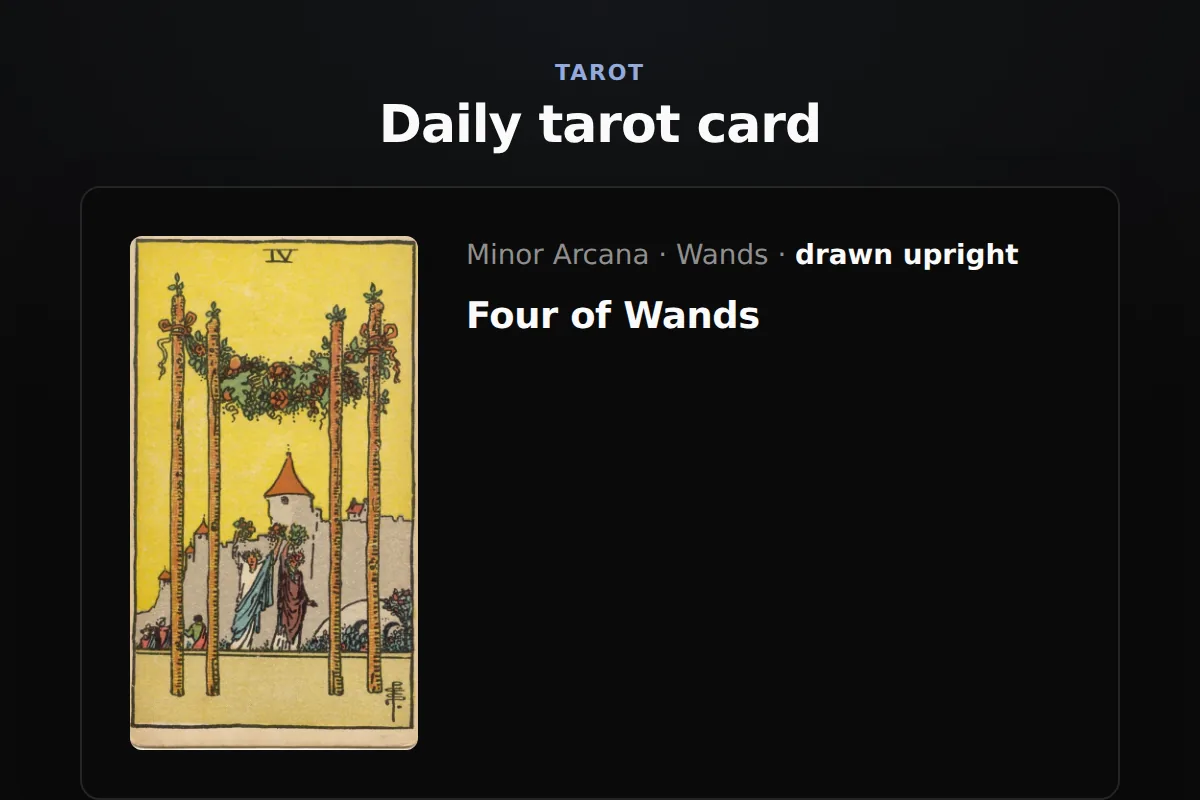 TAROT
Daily tarot card
IV
Minor Arcana · Wands · drawn upright
Four of Wands